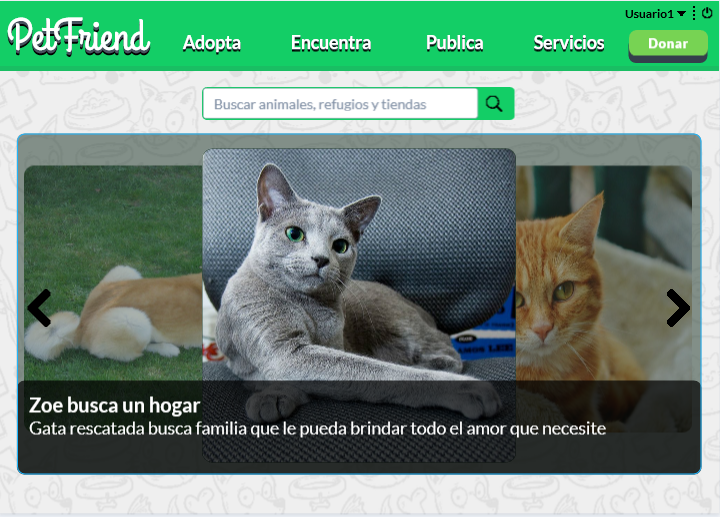 Usuario1
PetFriend
Adopta
Encuentra
Publica
Servicios
Donar
Buscar animales, refugios y tiendas
Zoe busca un hogar
Gata rescatada busca familia que le pueda brindar todo el amor que necesite